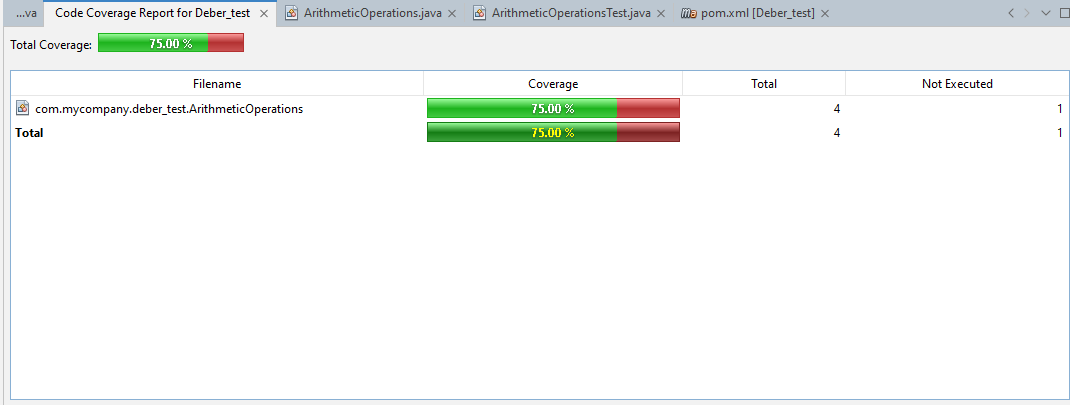 ...va Code Coverage Report for Deber_test ArithmeticOperations.java ArithmeticOperationsTest.java pom.xml [Deber_test]
Total Coverage: 75.00 %
Filename Coverage Total Not Executed
com.mycompany.deber_test.ArithmeticOperations 75.00 % 4 1
Total 75.00 % 4 1